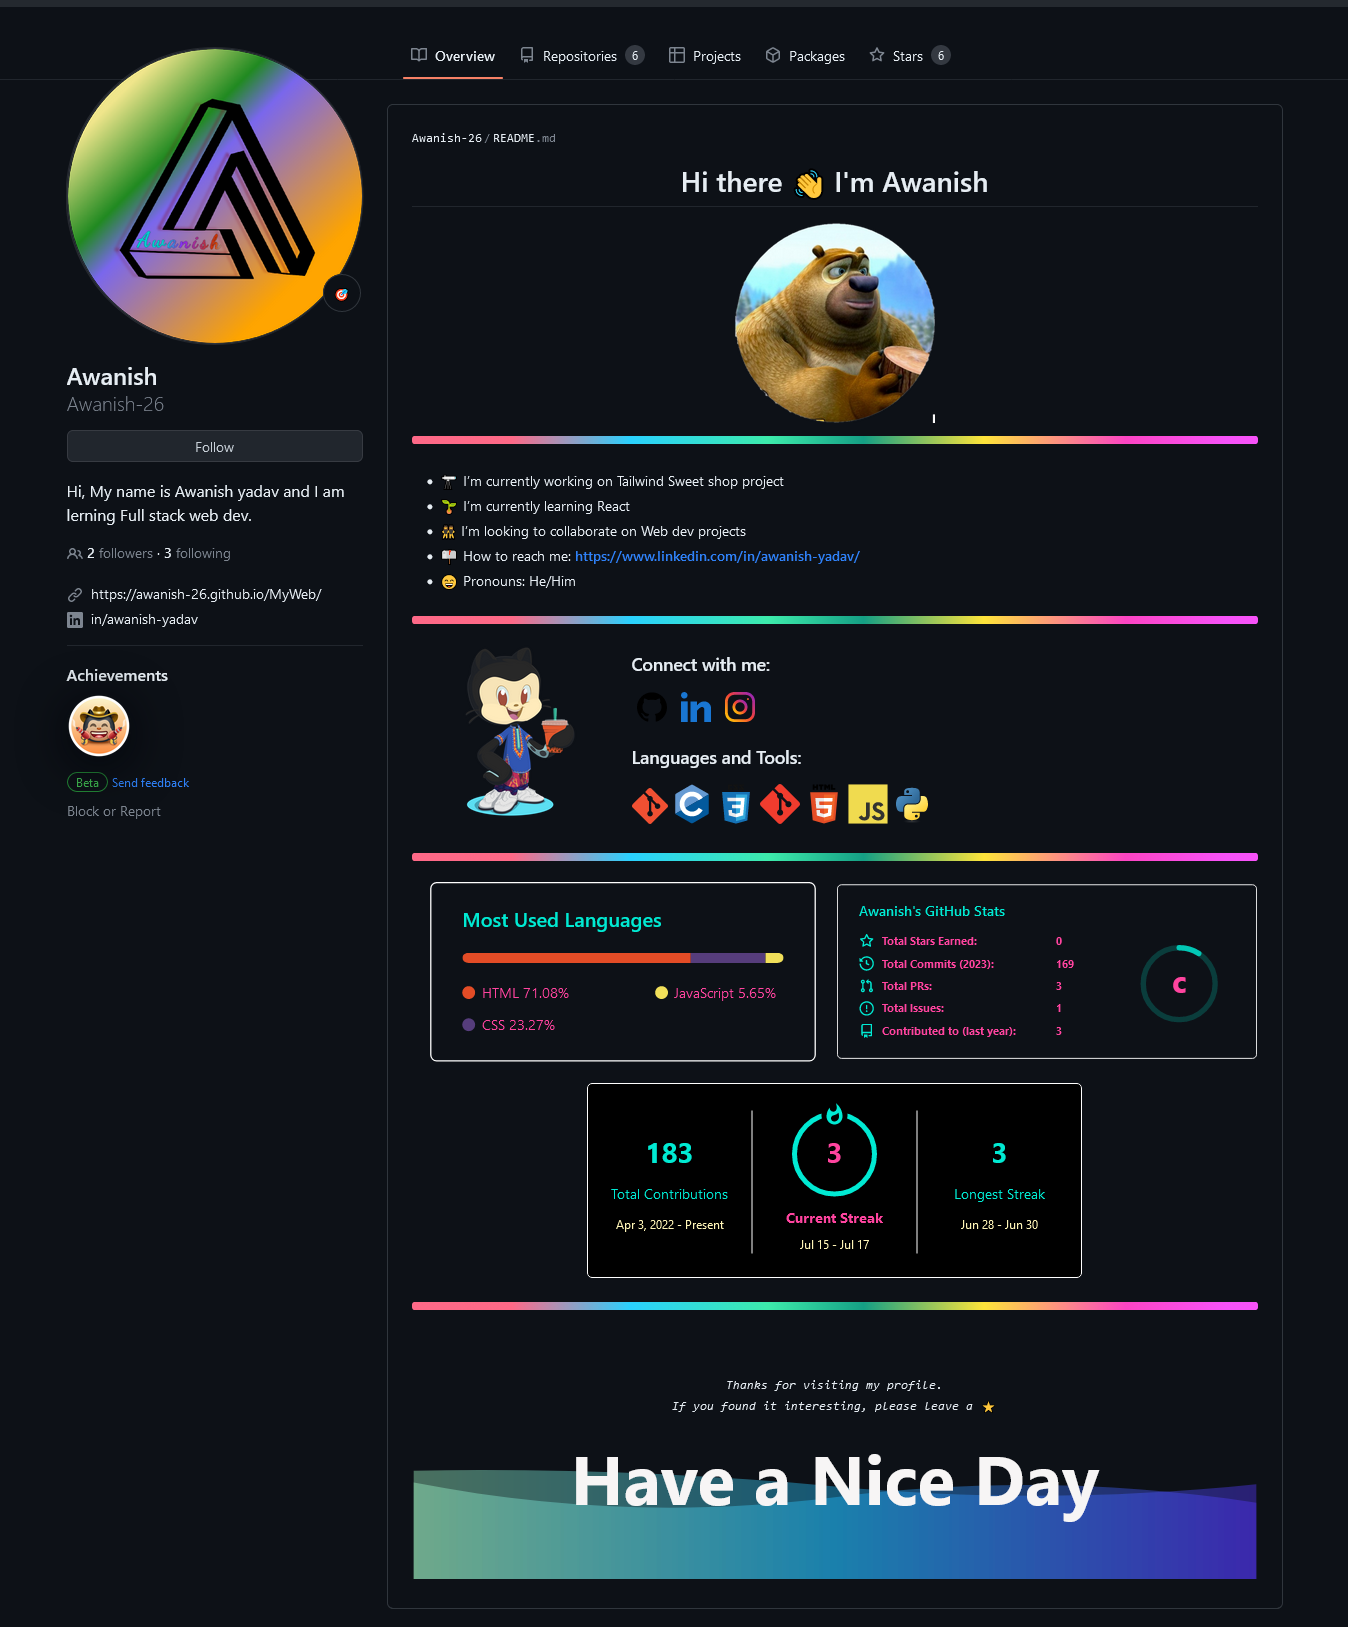 Overview Repositories 6 Projects Packages Stars 6
Awanish
Awanish
Awanish-26
Follow
Hi, My name is Awanish yadav and I am
lerning Full stack web dev.
2 followers · 3 following
https://awanish-26.github.io/MyWeb/
in/awanish-yadav
Achievements
Beta Send feedback
Block or Report
Awanish-26/README.md
Hi there 👋 I'm Awanish
I’m currently working on Tailwind Sweet shop project
I’m currently learning React
I’m looking to collaborate on Web dev projects
How to reach me: https://www.linkedin.com/in/awanish-yadav/
Pronouns: He/Him
Connect with me:
in
Languages and Tools:
C 3 HTML 5 JS
Most Used Languages
HTML 71.08% JavaScript 5.65%
CSS 23.27%
Awanish's GitHub Stats
Total Stars Earned: 0
Total Commits (2023): 169
Total PRs: 3
Total Issues: 1
Contributed to (last year): 3
C
183
Total Contributions
Apr 3, 2022 - Present
3
Current Streak
Jul 15 - Jul 17
3
Longest Streak
Jun 28 - Jun 30
Thanks for visiting my profile.
If you found it interesting, please leave a ⭐
Have a Nice Day